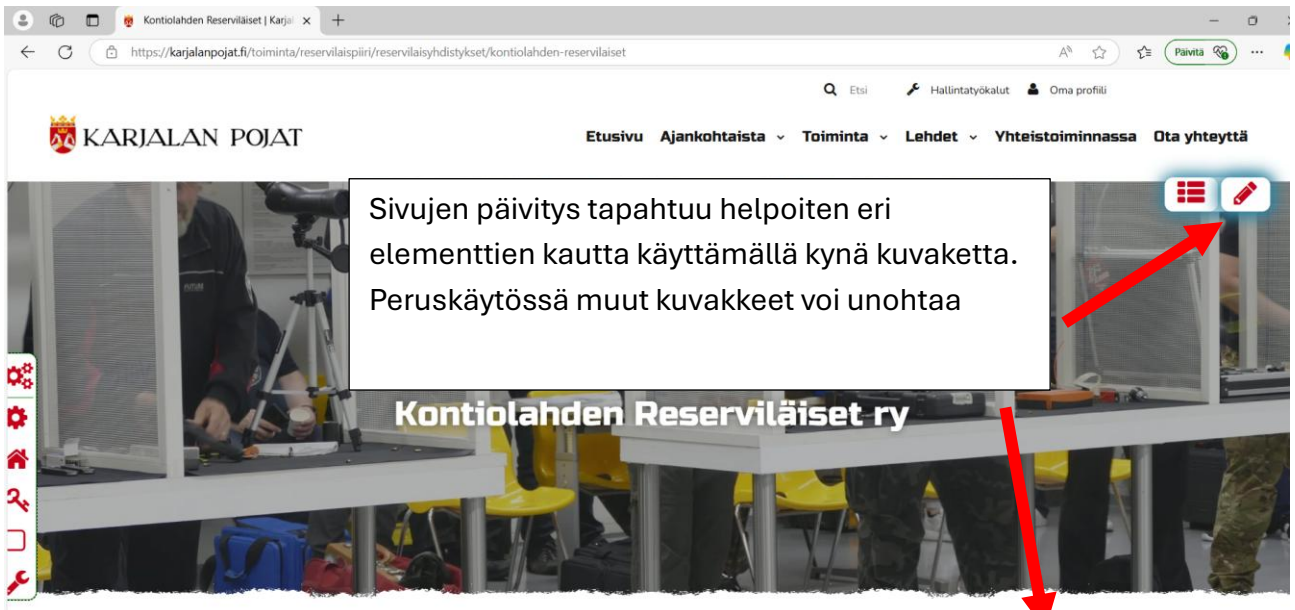 Kontiolahden Reserviläiset | Karjal
https://karjalanpojat.fi/toiminta/reservilaispiiri/reservilaisyhdistykset/kontiolahden-reservilaiset
Päivitä
Etsi Hallintatyökalut Oma profiili
KARJALAN POJAT
Etusivu Ajankohtaista Toiminta Lehdet Yhteistoiminnassa Ota yhteyttä
Sivujen päivitys tapahtuu helpoiten eri
elementtien kautta käyttämällä kynä kuvaketta.
Peruskäytössä muut kuvakkeet voi unohtaa
Kontiolahden Reserviläiset ry